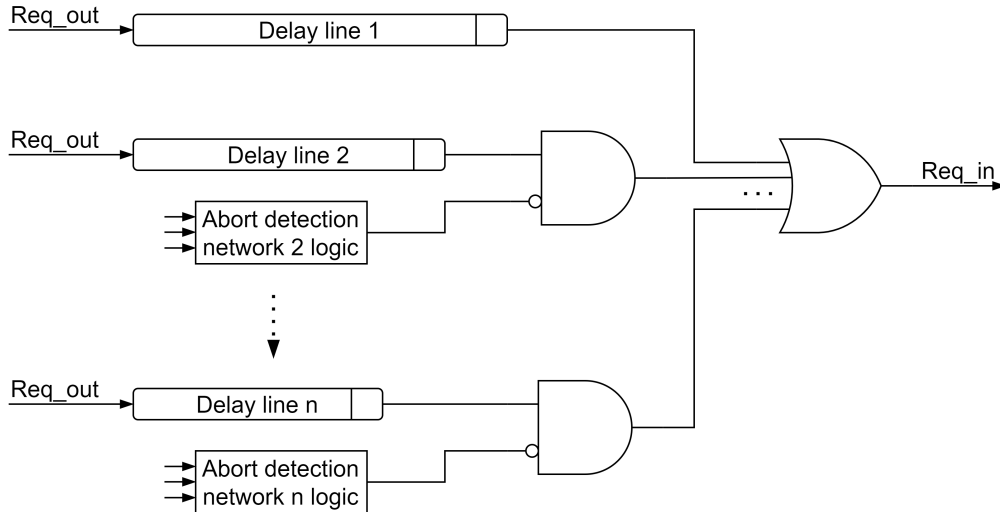 Req_out
Delay line 1
Req_out
Delay line 2
Req_in
Abort detection
network 2 logic
Req_out
Delay line n
Abort detection
network n logic